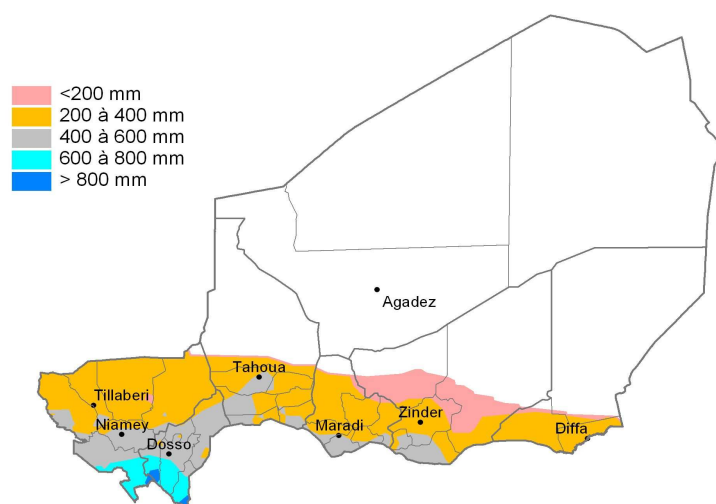 <200 mm
200 à 400 mm
400 à 600 mm
600 à 800 mm
> 800 mm
Agadez
Tahoua
Tillaberi
Niamey
Dosso
Maradi
Zinder
Diffa